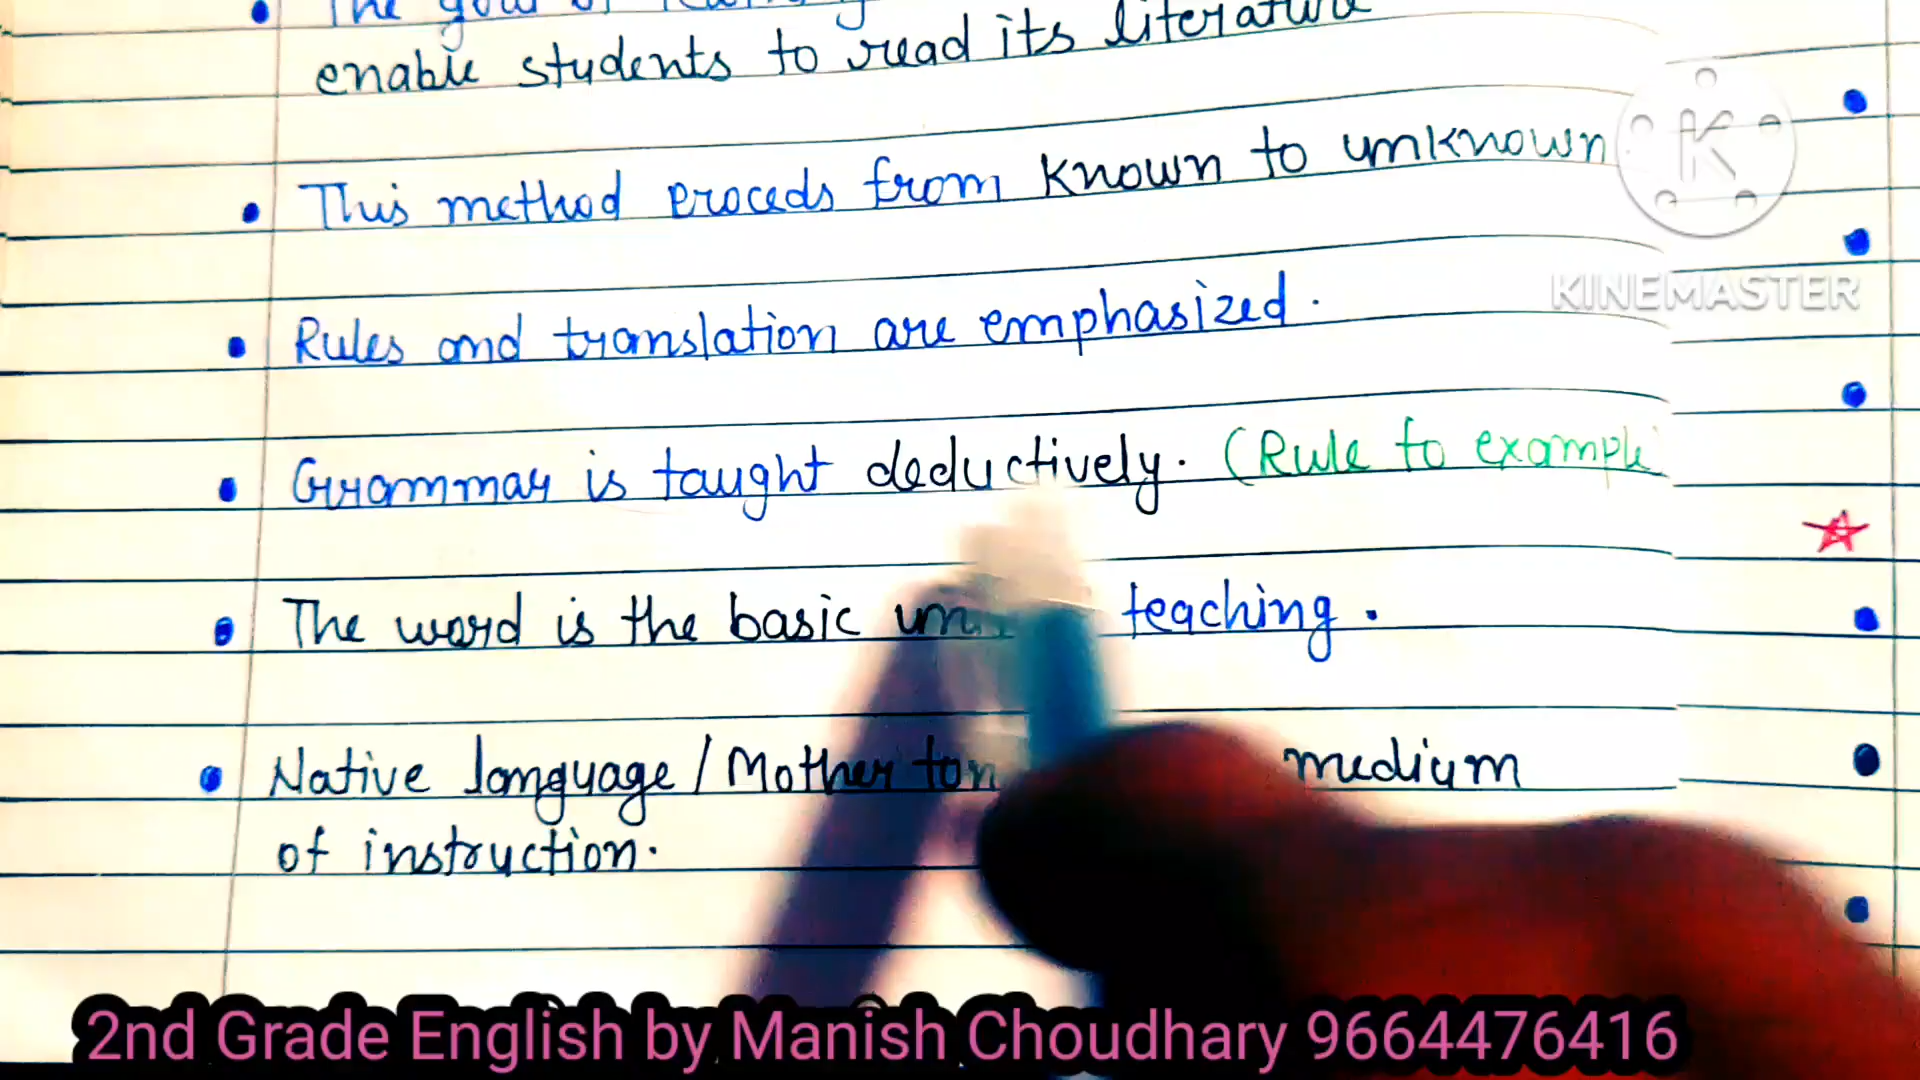 enable students to read its literature
This method proceds from known to unknown
Rules and translation are emphasized.
Grammar is taught deductively. (Rule to example
The word is the basic teaching.
Native language / Mother medium
of instruction.
K
KINEMASTER
2nd Grade English by Manish Choudhary 9664476416